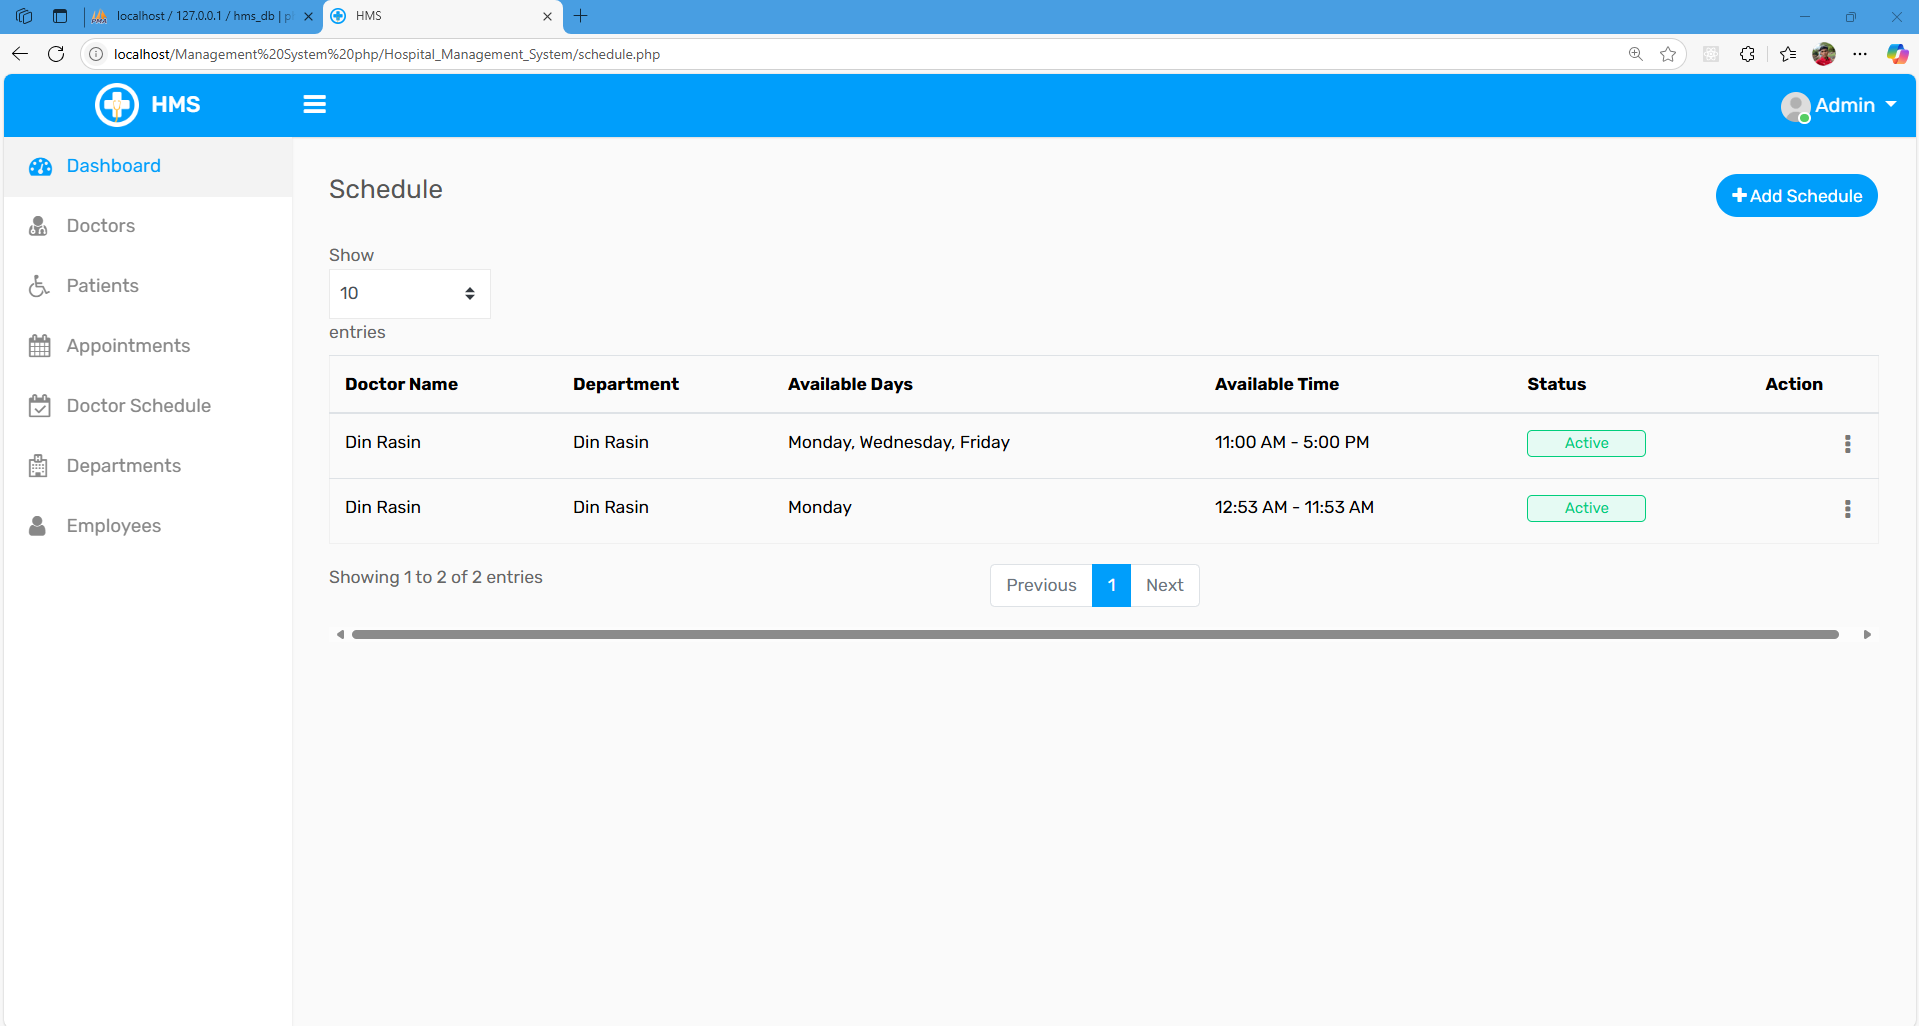 localhost / 127.0.0.1 / hms_db | p
HMS
localhost/Management%20System%20php/Hospital_Management_System/schedule.php
HMS
Admin
Dashboard
Doctors
Patients
Appointments
Doctor Schedule
Departments
Employees
Schedule
Add Schedule
Show
10
entries
Doctor Name Department Available Days Available Time Status Action
Din Rasin Din Rasin Monday, Wednesday, Friday 11:00 AM - 5:00 PM Active
Din Rasin Din Rasin Monday 12:53 AM - 11:53 AM Active
Showing 1 to 2 of 2 entries
Previous 1 Next